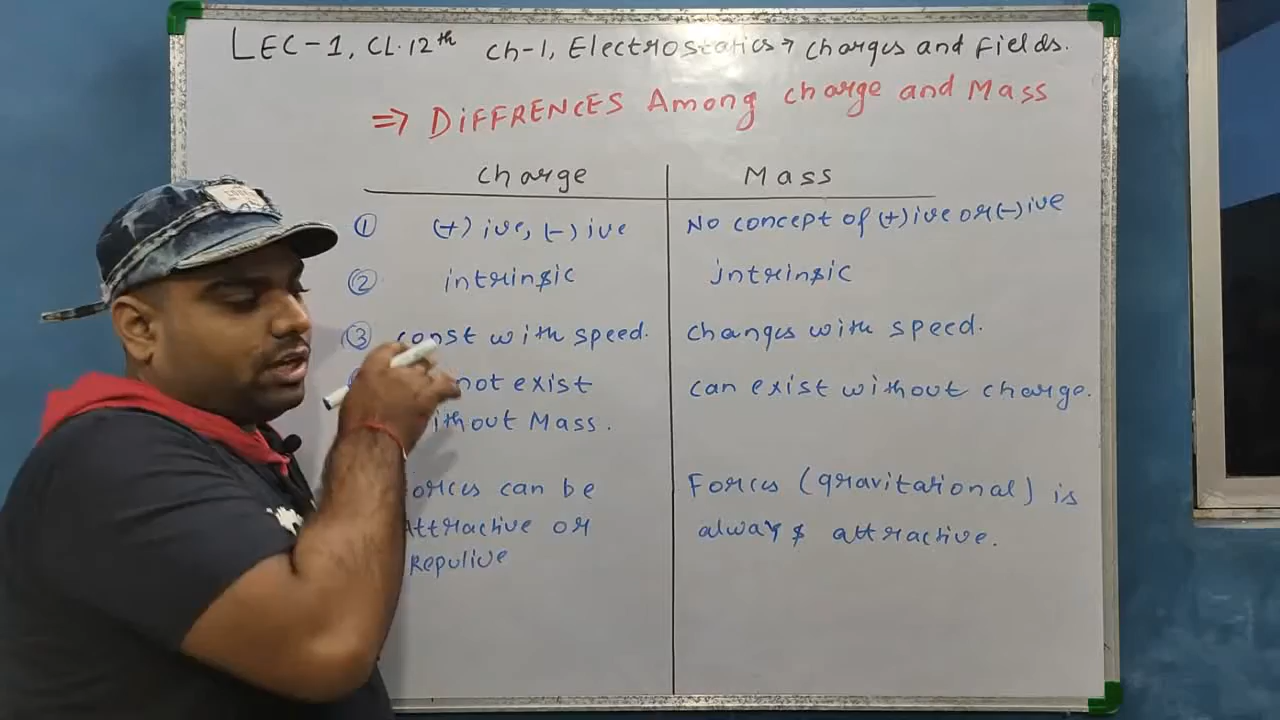 LEC-1, CL.12th Ch-1, Electrostatics → Charges and Fields.
⇒ DiFFRENCES Among Charge and Mass
Charge Mass
① (+) ive, (-) ive No concept of (+) ive or (-) ive
② intrinsic intrinsic
③ const with speed. changes with speed.
not exist can exist without charge.
Mass.
can be Forces (gravitational) is
Attractive or always attractive.
Repulive